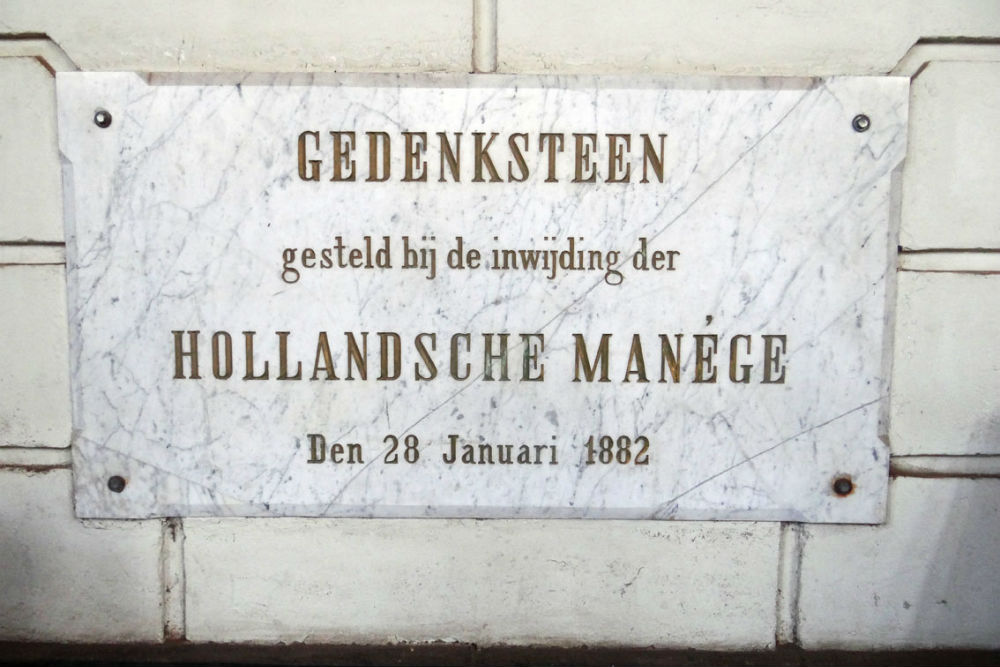 GEDENKSTEEN
gesteld bij de inwijding der
HOLLANDSCHE MANÉGE
Den 28 Januari 1882